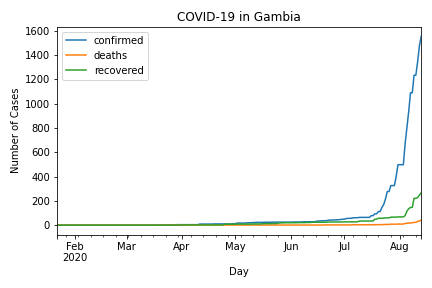 COVID-19 in Gambia
1600
1400
1200
1000
800
600
400
200
0
Number of Cases
confirmed
deaths
recovered
Feb Mar Apr May Jun Jul Aug
2020
Day